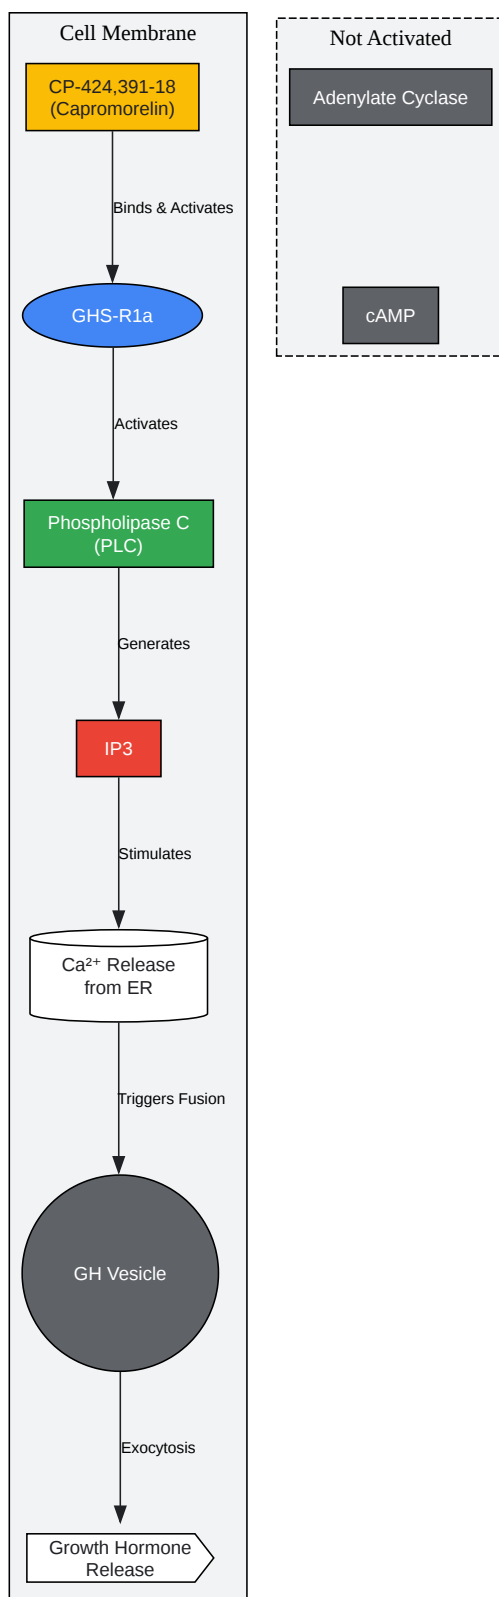 Cell Membrane
CP-424,391-18
(Capromorelin)
Binds & Activates
GHS-R1a
Activates
Phospholipase C
(PLC)
Generates
IP3
Stimulates
Ca²⁺ Release
from ER
Triggers Fusion
GH Vesicle
Exocytosis
Growth Hormone
Release
Not Activated
Adenylate Cyclase
cAMP